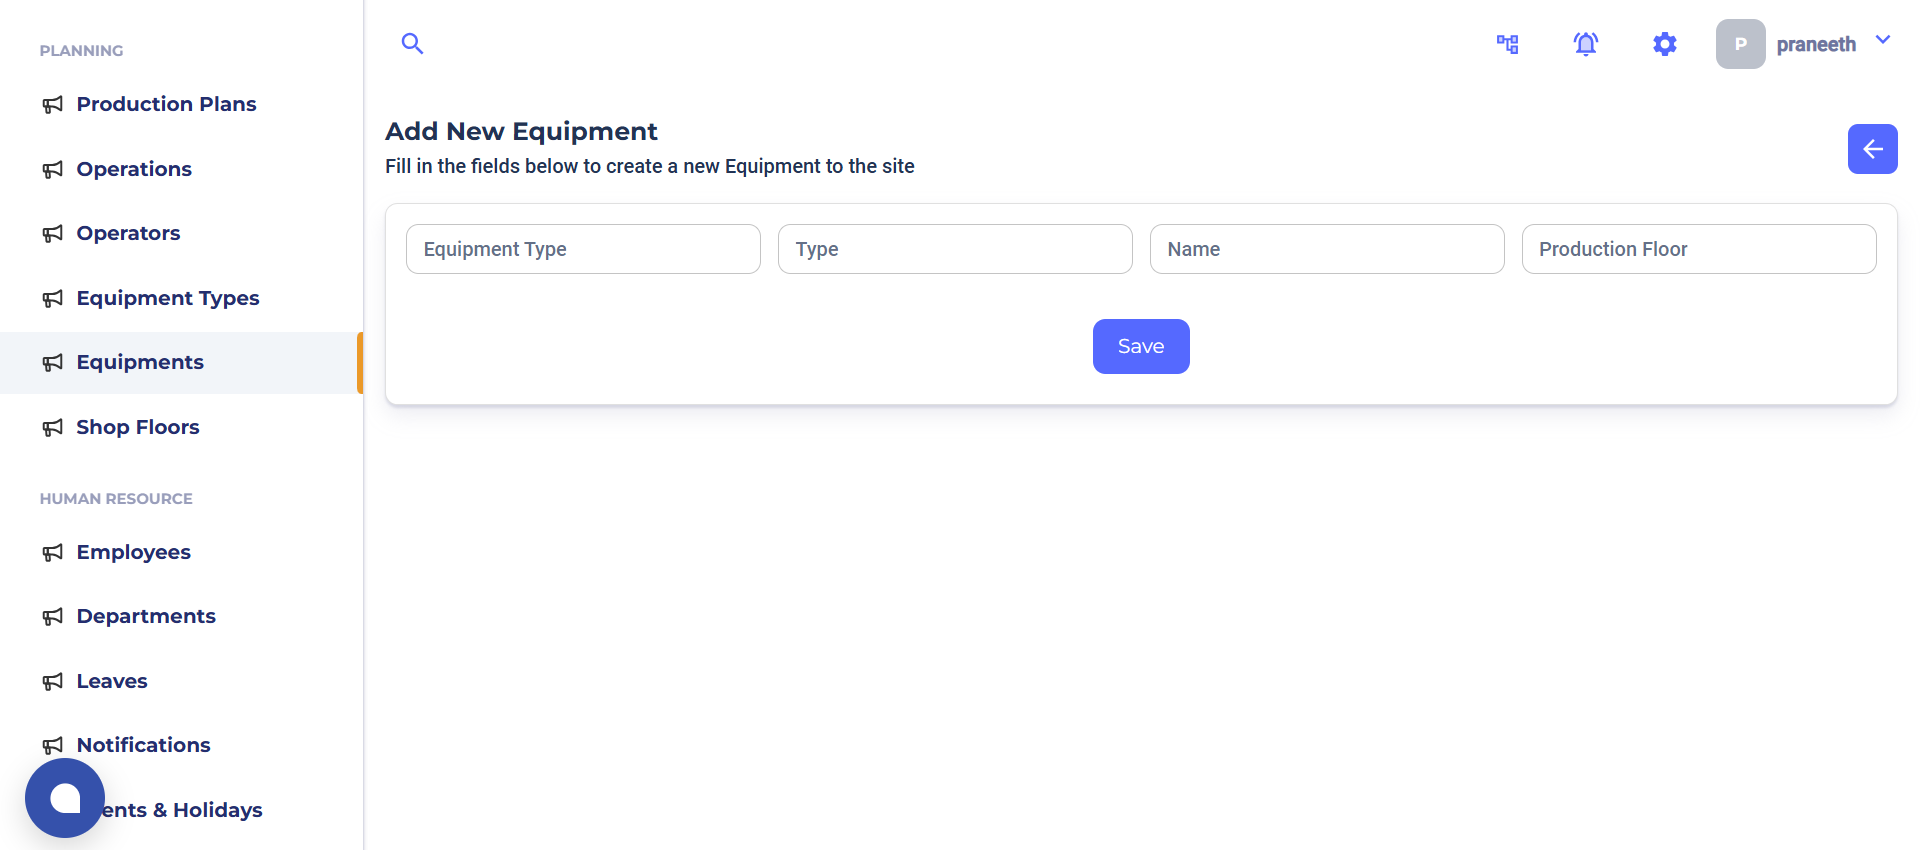 PLANNING
Production Plans
Operations
Operators
Equipment Types
Equipments
Shop Floors
HUMAN RESOURCE
Employees
Departments
Leaves
Notifications
ents & Holidays
P praneeth
Add New Equipment
Fill in the fields below to create a new Equipment to the site
Equipment Type Type Name Production Floor
Save